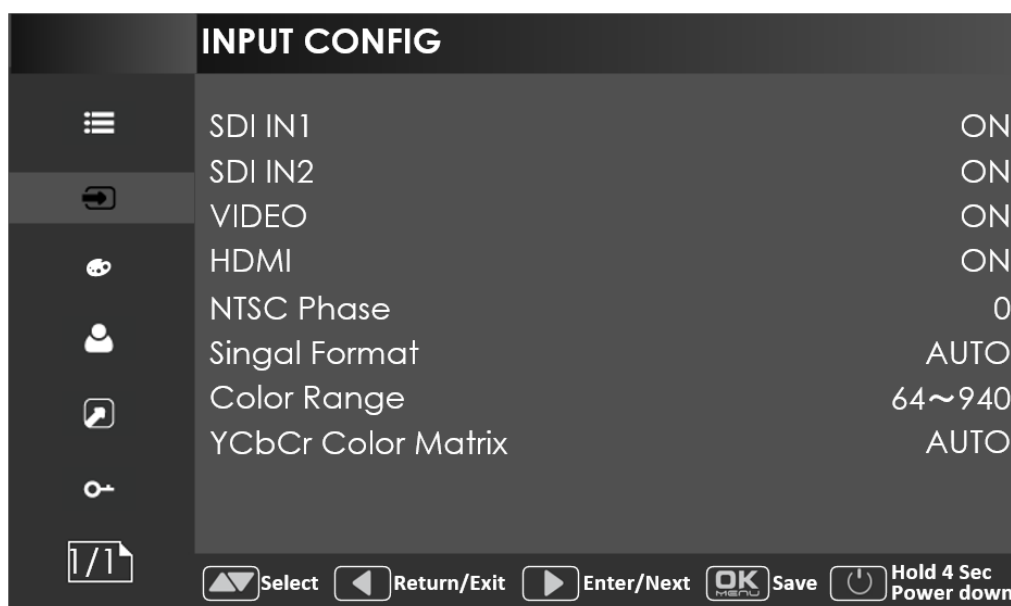 INPUT CONFIG
SDI IN1 ON
SDI IN2 ON
VIDEO ON
HDMI ON
NTSC Phase 0
Singal Format AUTO
Color Range 64~940
YCbCr Color Matrix AUTO
1/1
Select Return/Exit Enter/Next OK MENU Save Hold 4 Sec
Power down